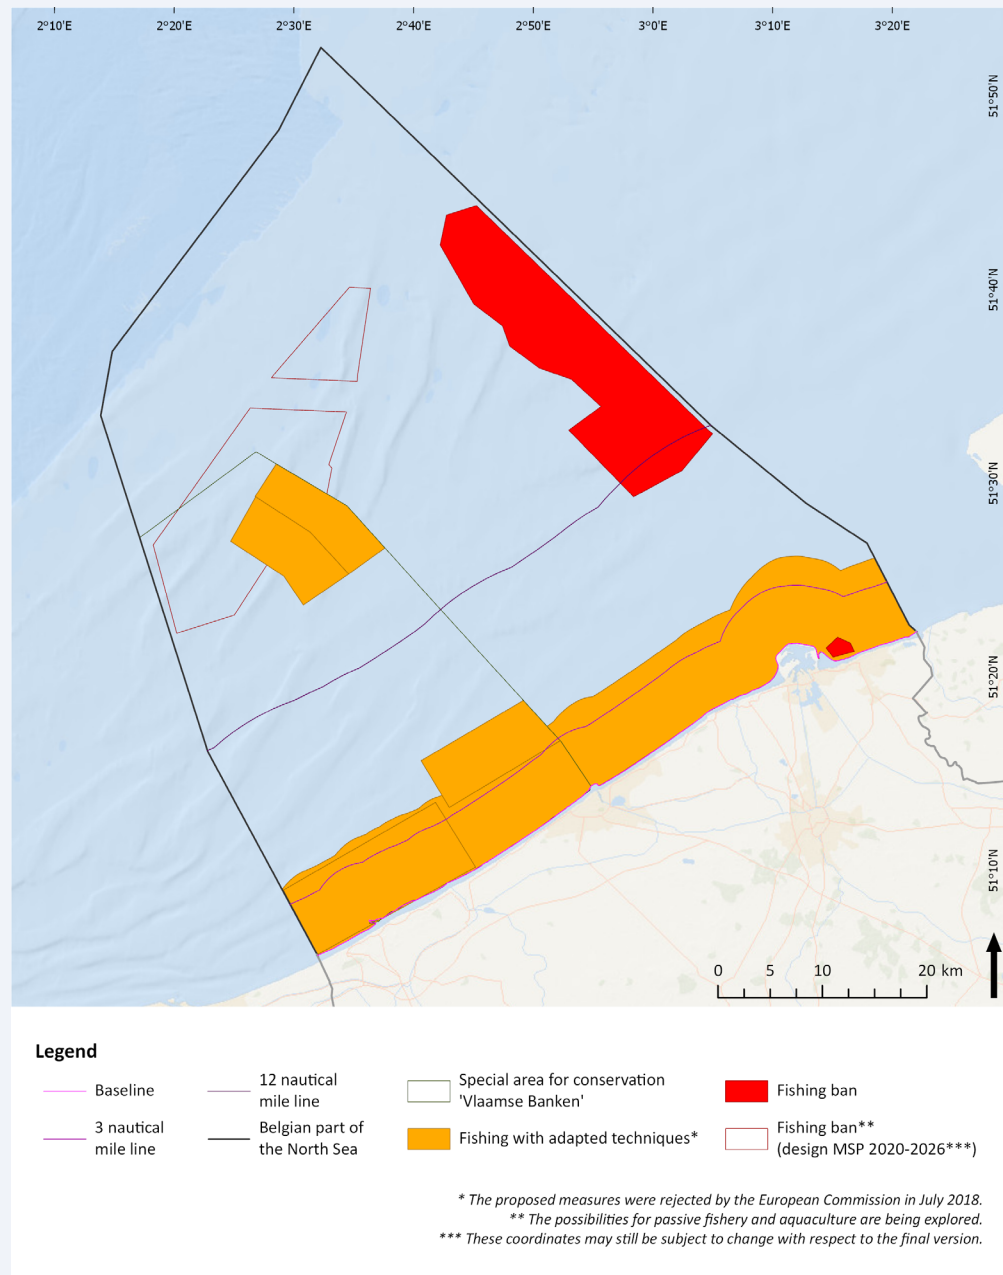 2°10'E 2°20'E 2°30'E 2°40'E 2°50'E 3°0'E 3°10'E 3°20'E
51°50'N
51°40'N
51°30'N
51°20'N
51°10'N
0 5 10 20 km
Legend
Baseline
3 nautical
mile line
12 nautical
mile line
Belgian part of
the North Sea
Special area for conservation
'Vlaamse Banken'
Fishing with adapted techniques*
Fishing ban
Fishing ban**
(design MSP 2020-2026***)
* The proposed measures were rejected by the European Commission in July 2018.
** The possibilities for passive fishery and aquaculture are being explored.
*** These coordinates may still be subject to change with respect to the final version.